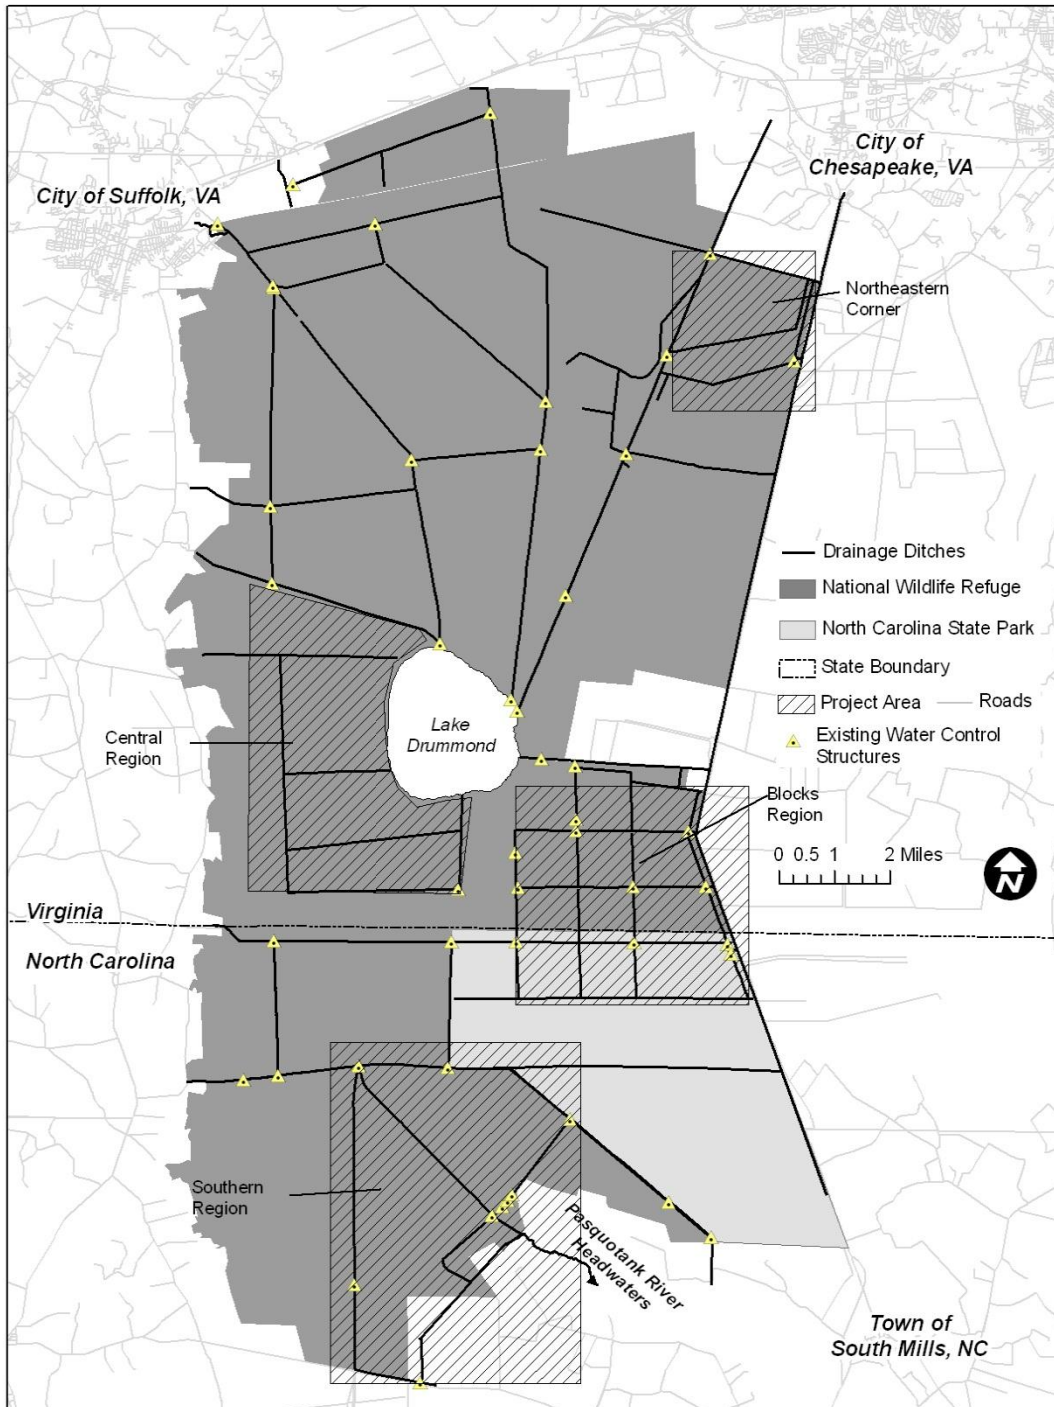 City of
Chesapeake, VA
City of Suffolk, VA
Northeastern
Corner
Drainage Ditches
National Wildlife Refuge
North Carolina State Park
State Boundary
Project Area
Roads
Existing Water Control
Structures
Lake
Drummond
Central
Region
Blocks
Region
0 0.5 1 2 Miles
N
Virginia
North Carolina
Southern
Region
Pasquotank River
Headwaters
Town of
South Mills, NC